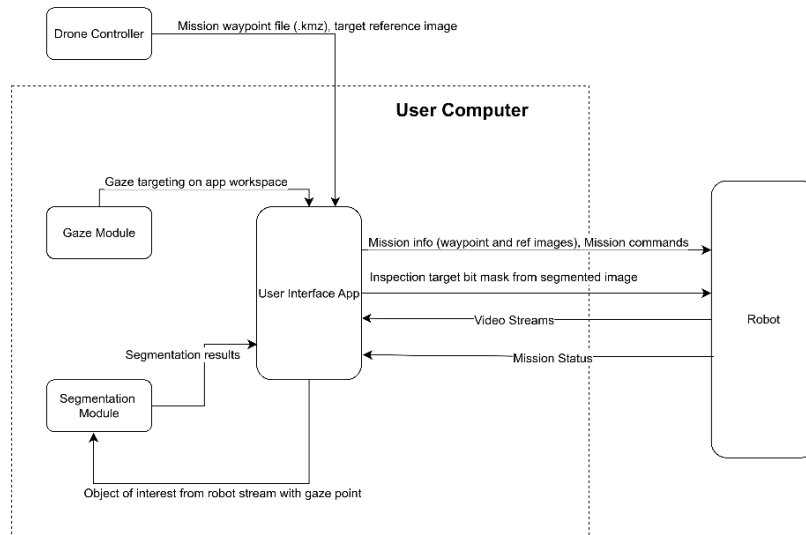 Mission waypoint file (.kmz), target reference image
Drone Controller
User Computer
Gaze targeting on app workspace
Gaze Module
Mission info (waypoint and ref images), Mission commands
Inspection target bit mask from segmented image
User Interface App
Video Streams
Robot
Segmentation results
Mission Status
Segmentation
Module
Object of interest from robot stream with gaze point